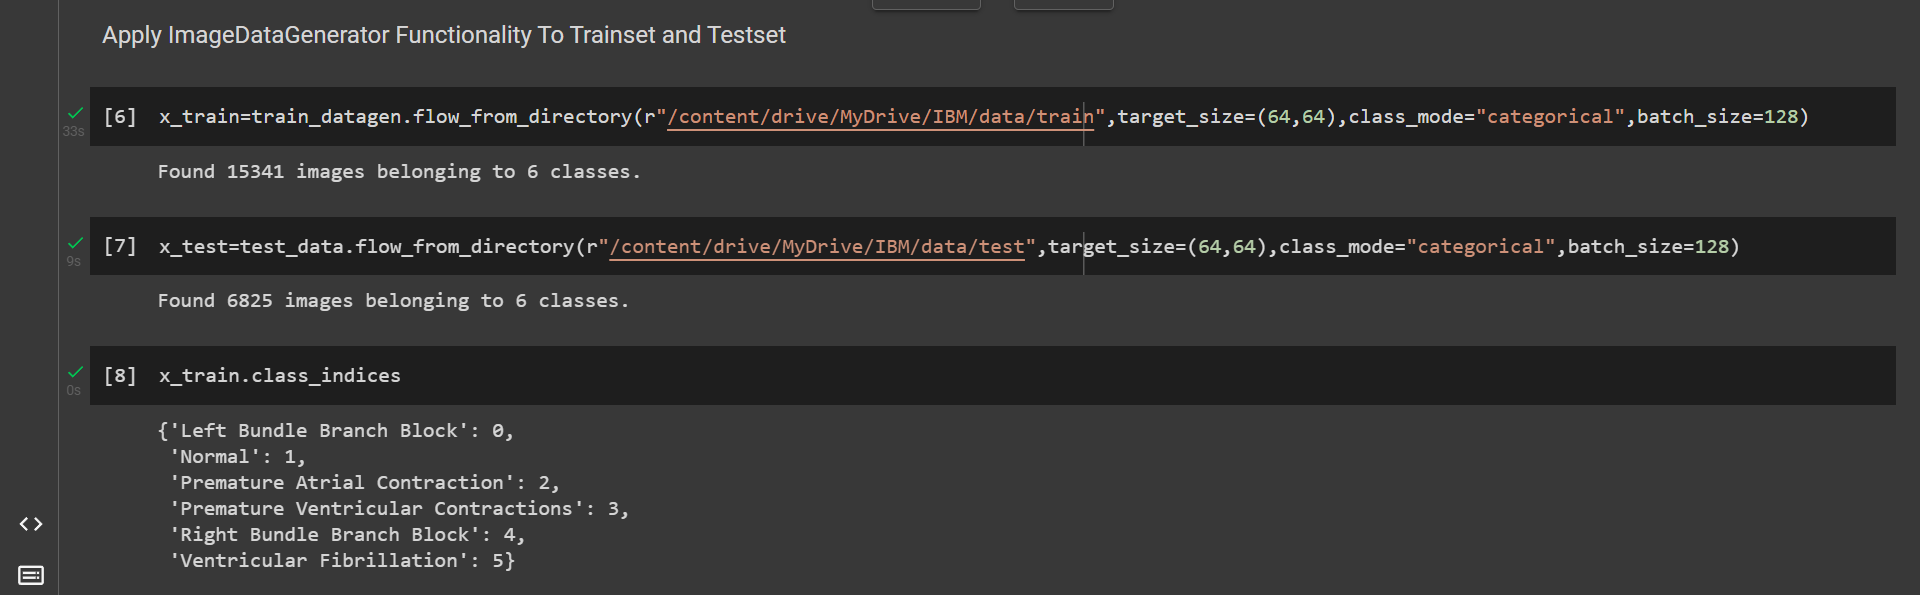 Apply ImageDataGenerator Functionality To Trainset and Testset
[6] x_train=train_datagen.flow_from_directory(r"/content/drive/MyDrive/IBM/data/train",target_size=(64,64),class_mode="categorical",batch_size=128)
33s
Found 15341 images belonging to 6 classes.
[7] x_test=test_data.flow_from_directory(r"/content/drive/MyDrive/IBM/data/test",target_size=(64,64),class_mode="categorical",batch_size=128)
9s
Found 6825 images belonging to 6 classes.
[8] x_train.class_indices
0s
{'Left Bundle Branch Block': 0,
'Normal': 1,
'Premature Atrial Contraction': 2,
'Premature Ventricular Contractions': 3,
'Right Bundle Branch Block': 4,
'Ventricular Fibrillation': 5}